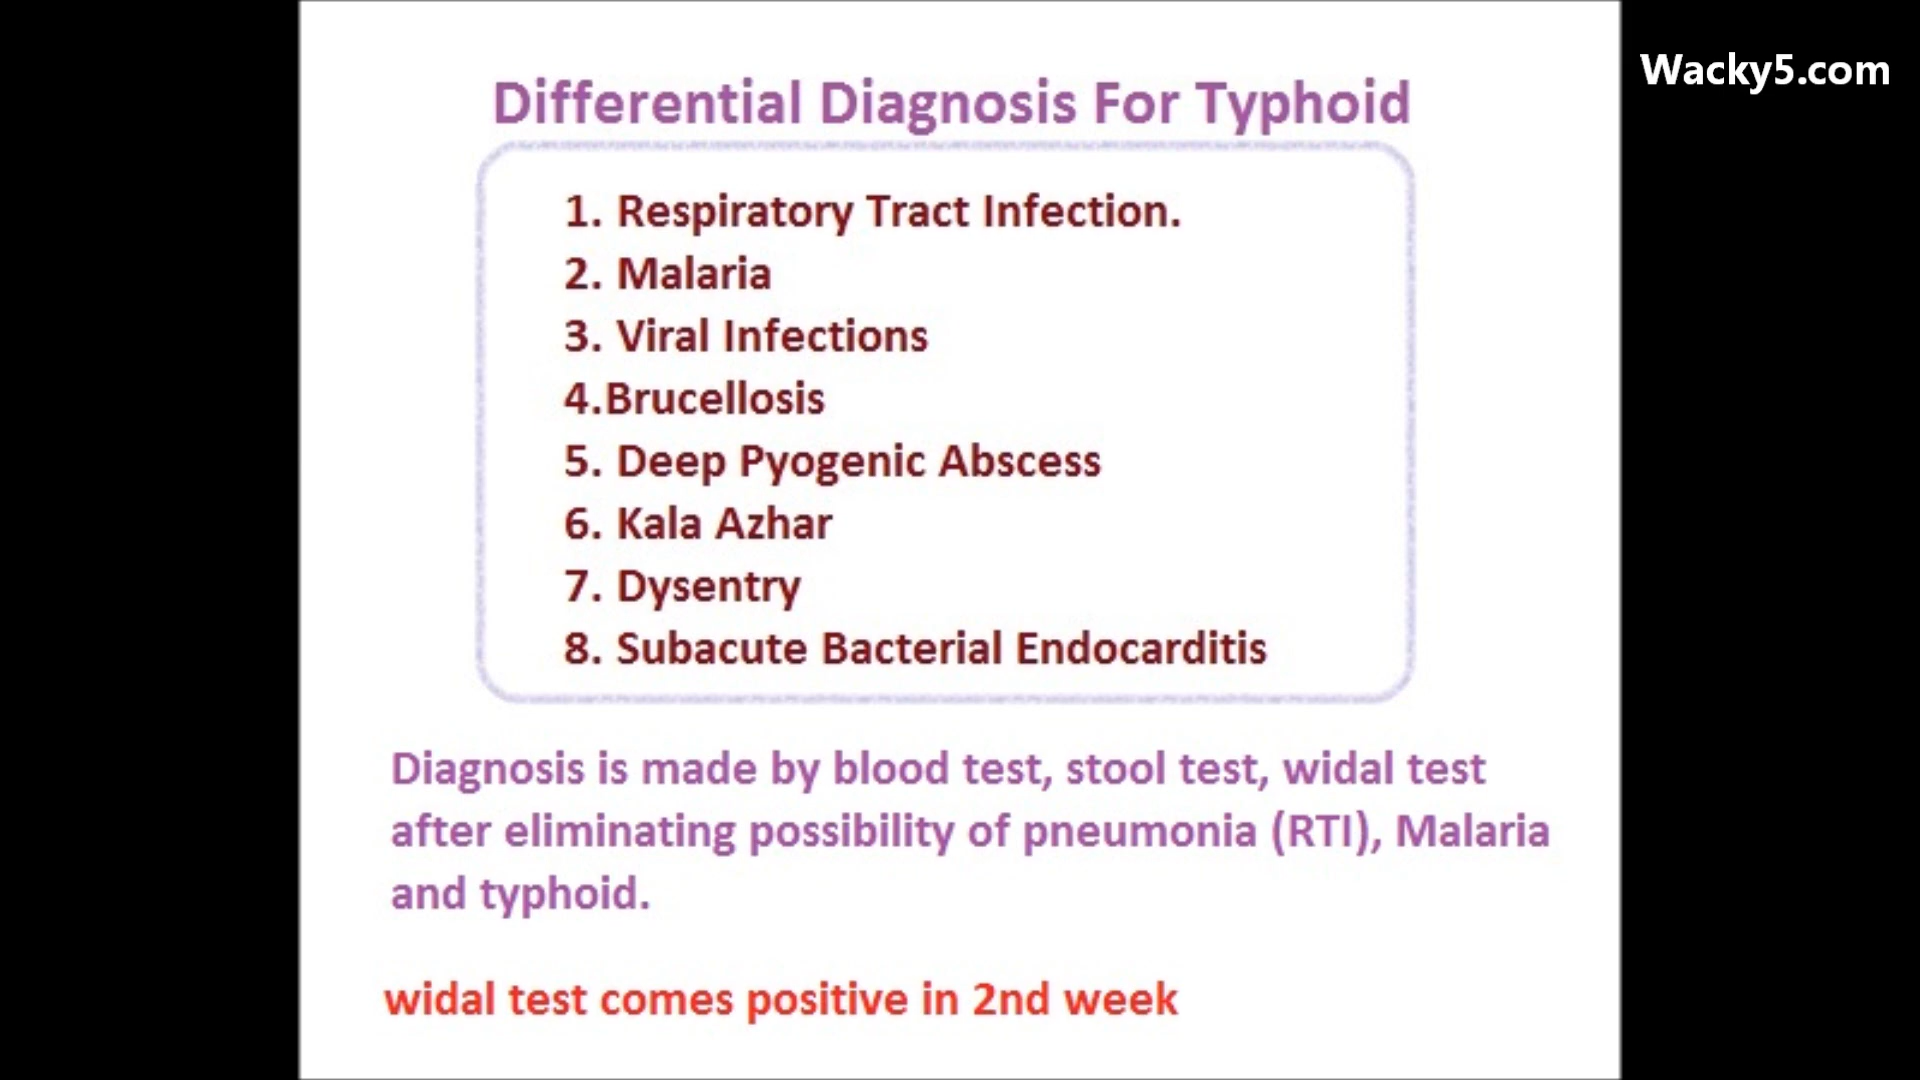 Wacky5.com
Differential Diagnosis For Typhoid
1. Respiratory Tract Infection.
2. Malaria
3. Viral Infections
4.Brucellosis
5. Deep Pyogenic Abscess
6. Kala Azhar
7. Dysentry
8. Subacute Bacterial Endocarditis
Diagnosis is made by blood test, stool test, widal test
after eliminating possibility of pneumonia (RTI), Malaria
and typhoid.
widal test comes positive in 2nd week